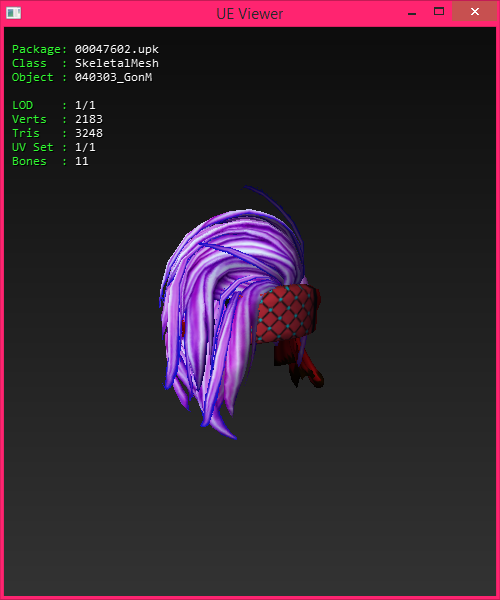 UE Viewer
Package: 00047602.upk
Class : SkeletalMesh
Object : 040303_GonM
LOD : 1/1
Verts : 2183
Tris : 3248
UV Set : 1/1
Bones : 11